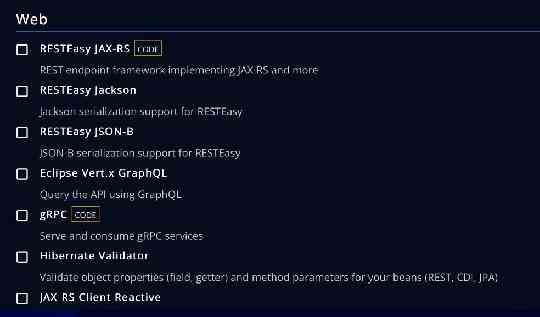 Web
RESTEasy JAX-RS CODE
REST endpoint framework implementing JAX-RS and more
RESTEasy Jackson
Jackson serialization support for RESTEasy
RESTEasy JSON-B
JSON-B serialization support for RESTEasy
Eclipse Vert.x GraphQL
Query the API using GraphQL
gRPC CODE
Serve and consume gRPC services
Hibernate Validator
Validate object properties (field, getter) and method parameters for your beans (REST, CDI, JPA)
JAX RS Client Reactive